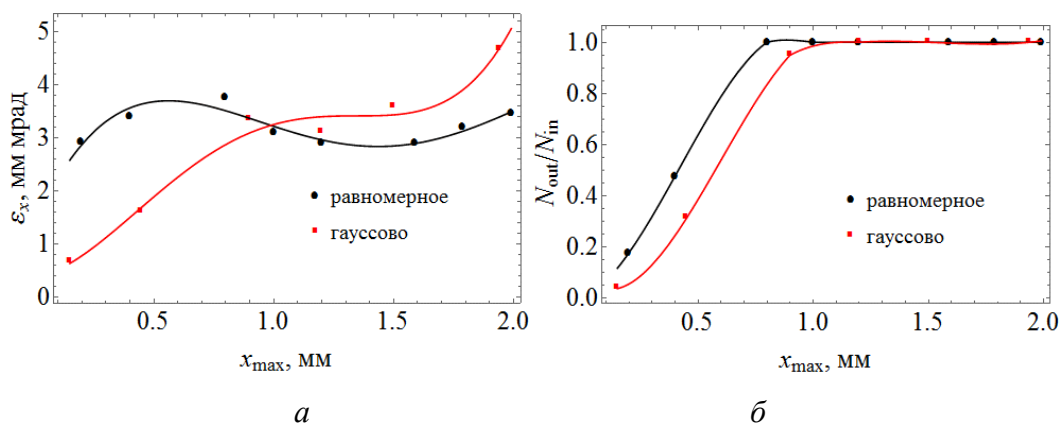 5
4
3
2
1
0
εx, мм мрад
равномерное
гауссово
0.5
1.0
1.5
2.0
xmax, мм
а
1.0
0.8
0.6
0.4
0.2
0.0
Nout/Nin
равномерное
гауссово
0.5
1.0
1.5
2.0
xmax, мм
б